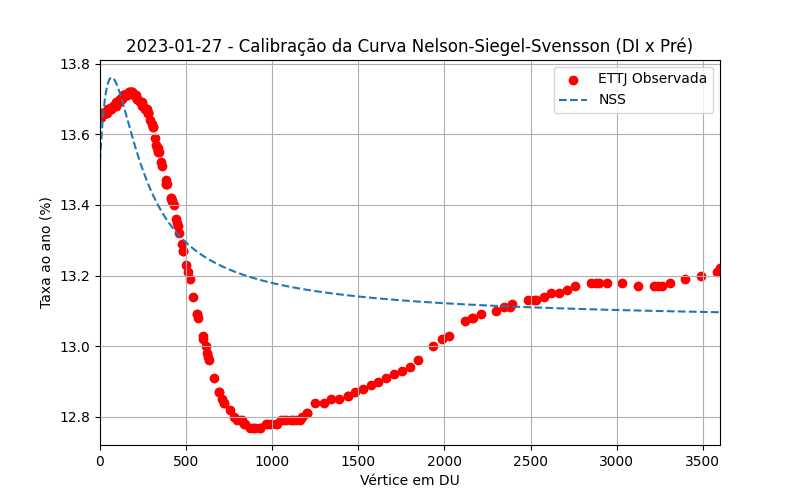 2023-01-27 - Calibração da Curva Nelson-Siegel-Svensson (DI x Pré)
ETTJ Observada
NSS
Taxa ao ano (%)
13.8
13.6
13.4
13.2
13.0
12.8
0 500 1000 1500 2000 2500 3000 3500
Vértice em DU